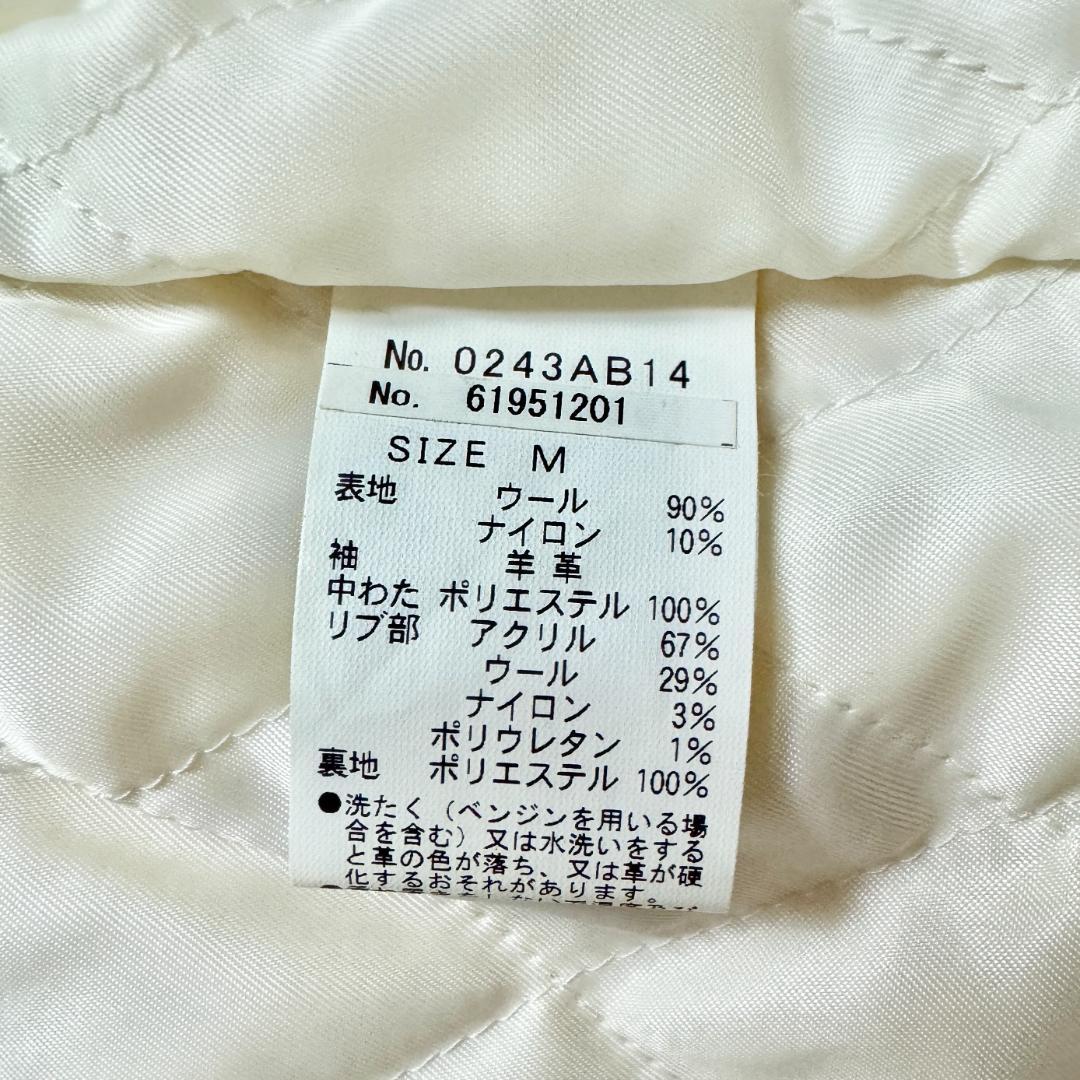 No. 0243AB14
No. 61951201
SIZE M
表地 ウール 90%
ナイロン 10%
袖 羊革
中わた ポリエステル 100%
リブ部 アクリル 67%
ウール 29%
ナイロン 3%
ポリウレタン 1%
裏地 ポリエステル 100%
●洗たく（ベンジンを用いる場
合を含む）又は水洗いをする
と革の色が落ち、又は革が硬
化するおそれがあります。